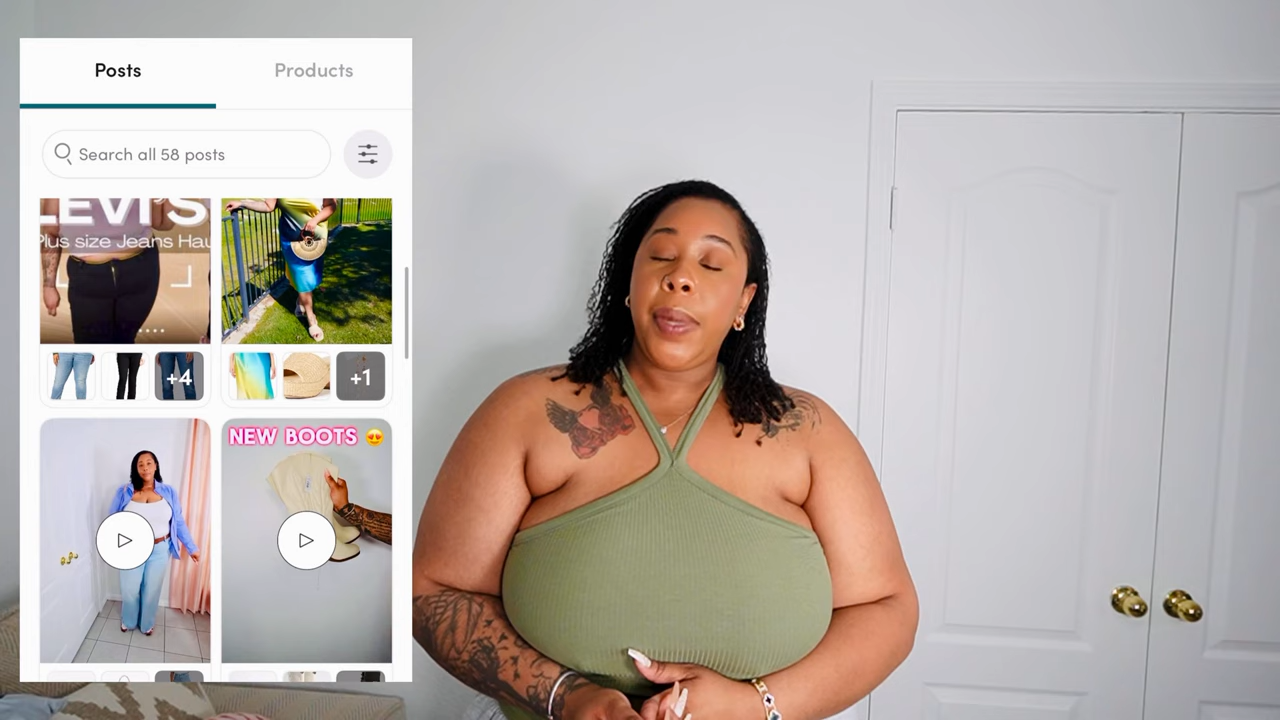 Posts
Products
Search all 58 posts
LEVI'S
Plus size Jeans Hau
+4
+1
NEW BOOTS 😍